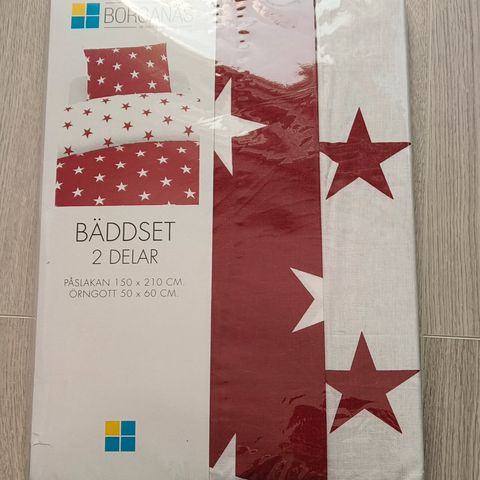 BORGANÄS
BÄDDSET
2 DELAR
PÅSLAKAN 150 x 210 CM,
ÖRNGOTT 50 x 60 CM.